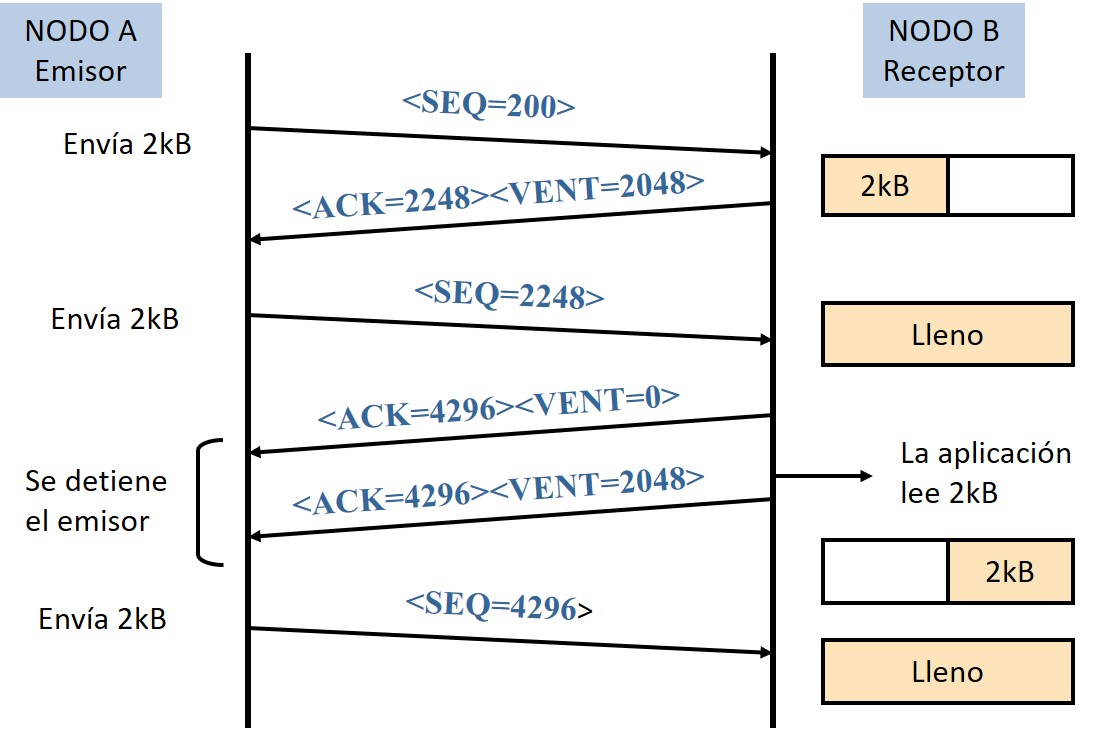 NODO A
Emisor
NODO B
Receptor
<SEQ=200>
Envía 2kB
<ACK=2248><VENT=2048>
2kB
<SEQ=2248>
Envía 2kB
Lleno
<ACK=4296><VENT=0>
Se detiene
el emisor
La aplicación
lee 2kB
<ACK=4296><VENT=2048>
2kB
<SEQ=4296>
Envía 2kB
Lleno